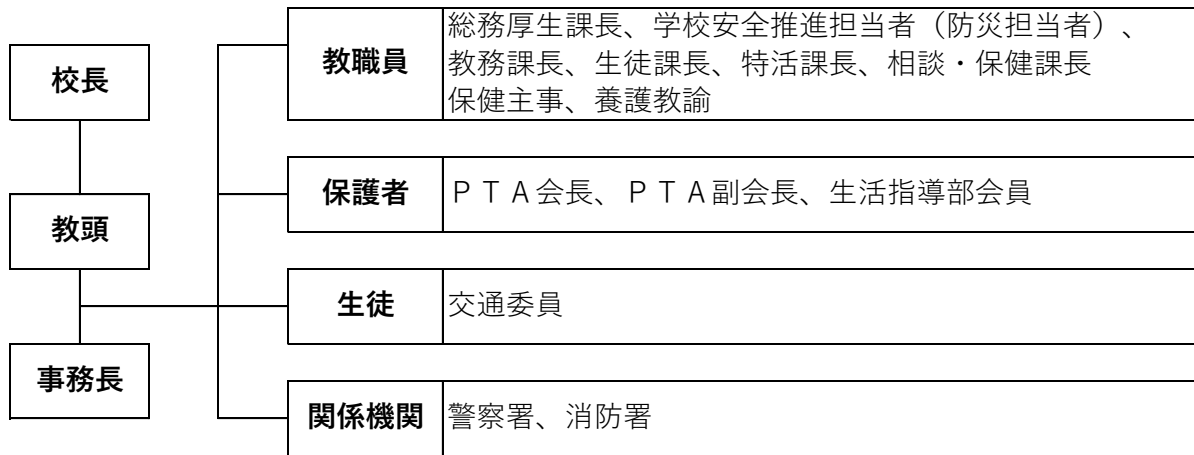 校長
教頭
事務長
教職員
総務厚生課長、学校安全推進担当者（防災担当者）、
教務課長、生徒課長、特活課長、相談・保健課長
保健主事、養護教諭
保護者
ＰＴＡ会長、ＰＴＡ副会長、生活指導部会員
生徒
交通委員
関係機関
警察署、消防署